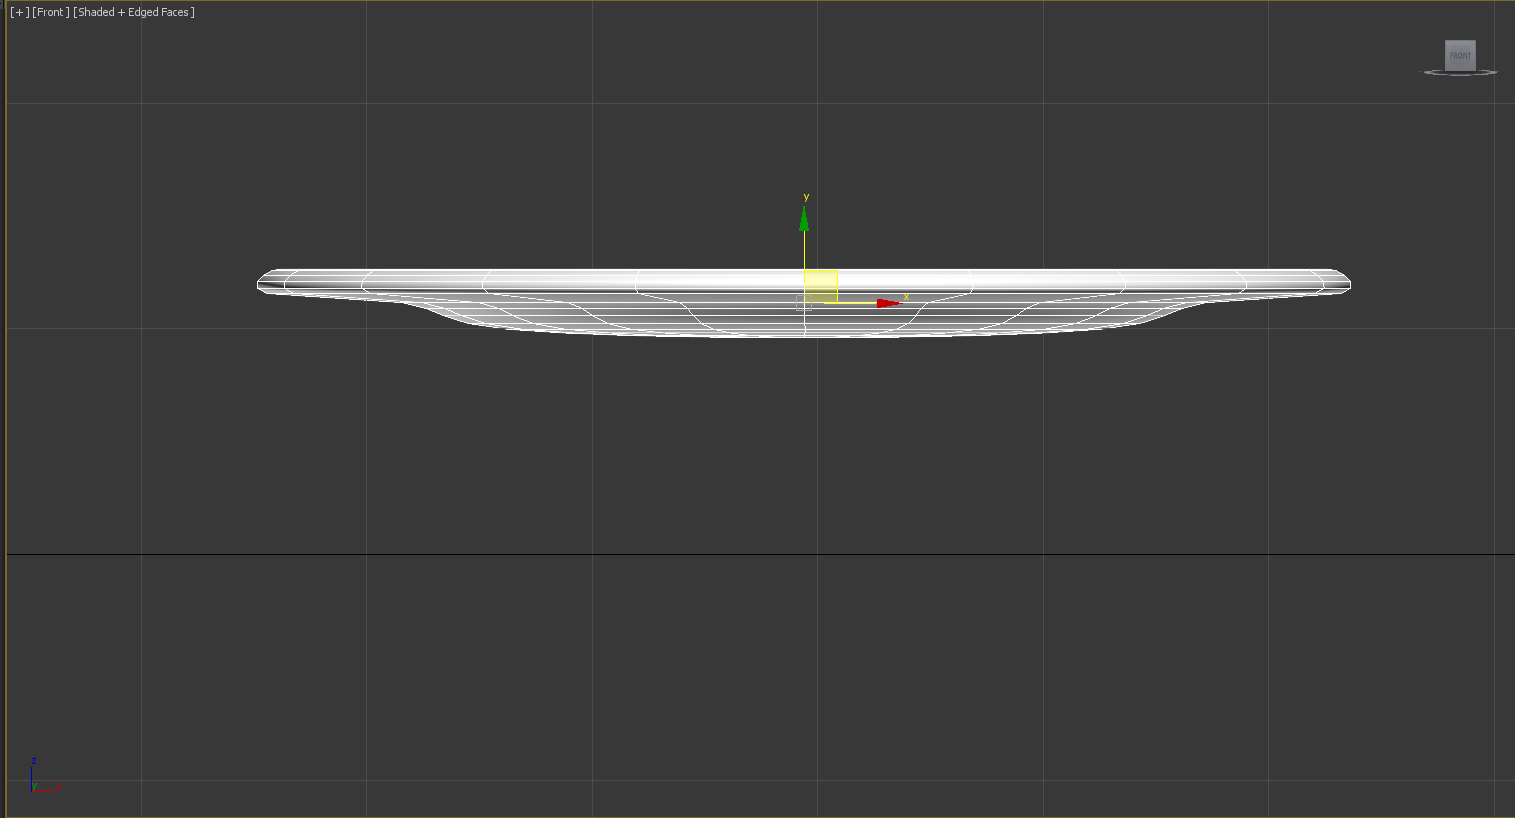 [+] [Front ] [Shaded + Edged Faces ]
FRONT
y
x
z
y x